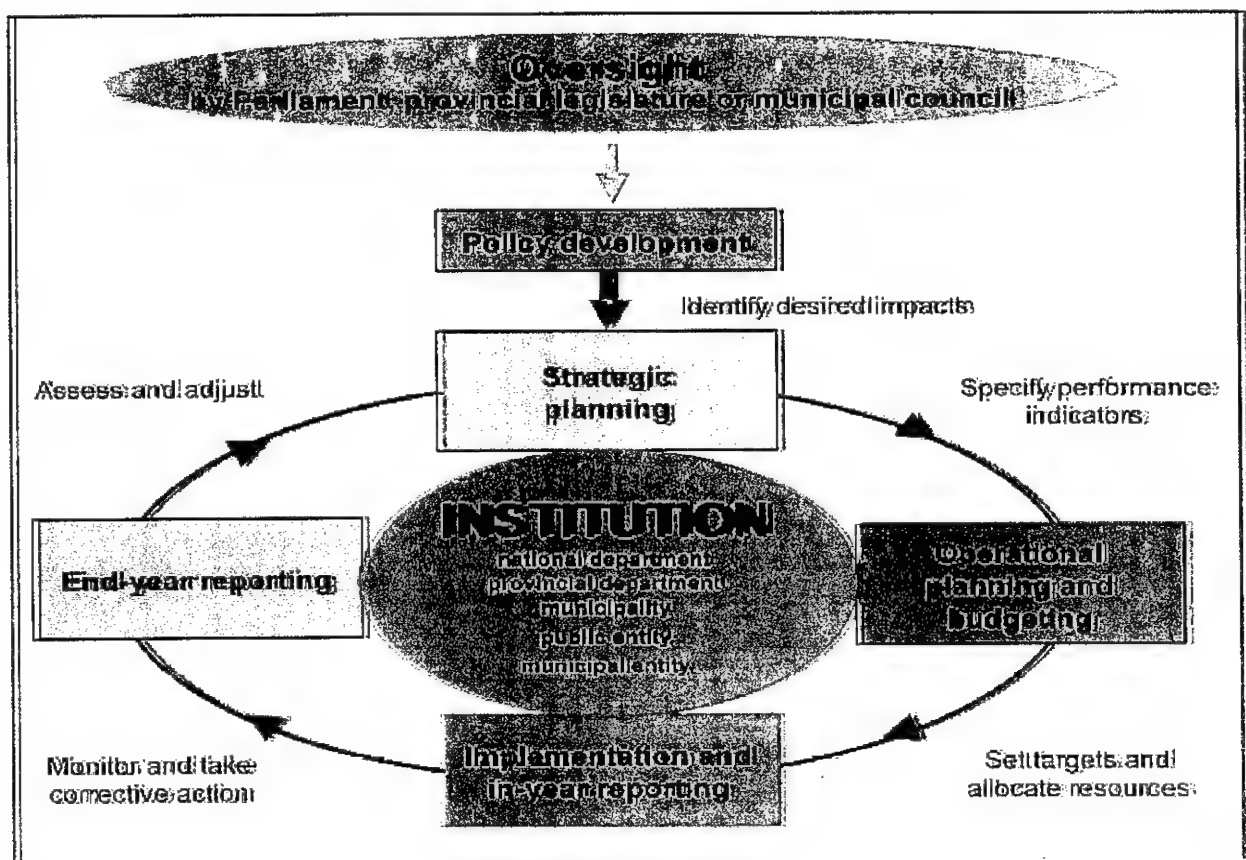 Oversight
by Parliament, provincial legislature or municipal council
Policy development
Identify desired impacts
Strategic
planning
Assess and adjust
Specify performance
indicators
INSTITUTION
national department
provincial department
municipality
public entity
municipal entity
End-year reporting
Operational
planning and
budgeting
Monitor and take
corrective action
Implementation and
in-year reporting
Set targets and
allocate resources